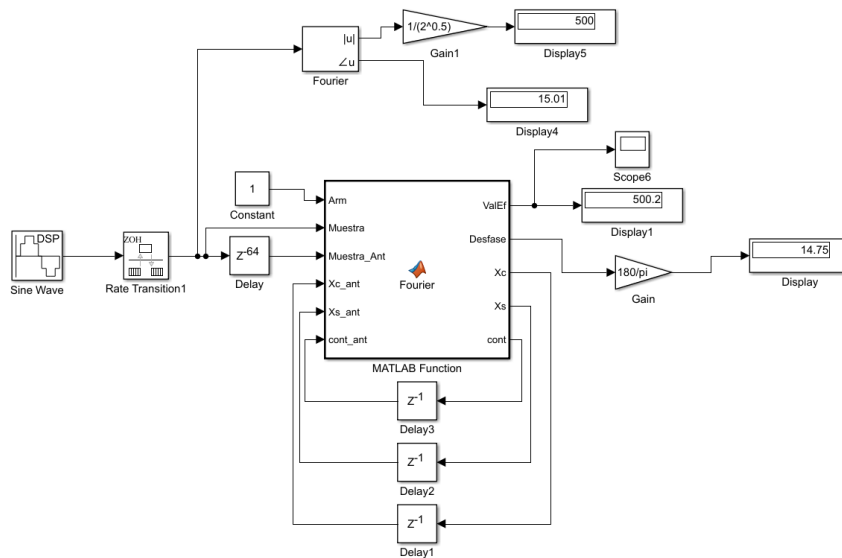 |u|
∠u
Fourier
1/(2^0.5)
Gain1
500
Display5
15.01
Display4
1
Constant
DSP
Sine Wave
ZOH
Rate Transition1
Z-64
Delay
Arm
Muestra
Muestra_Ant
Xc_ant
Xs_ant
cont_ant
Fourier
ValEf
Desfase
Xc
Xs
cont
MATLAB Function
Scope6
500.2
Display1
180/pi
Gain
14.75
Display
Z-1
Delay3
Z-1
Delay2
Z-1
Delay1